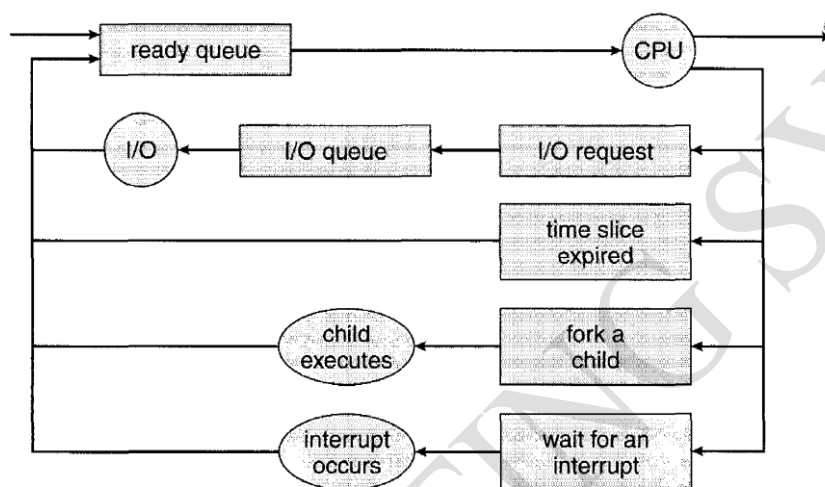 ready queue
CPU
I/O
I/O queue
I/O request
time slice
expired
child
executes
fork a
child
interrupt
occurs
wait for an
interrupt